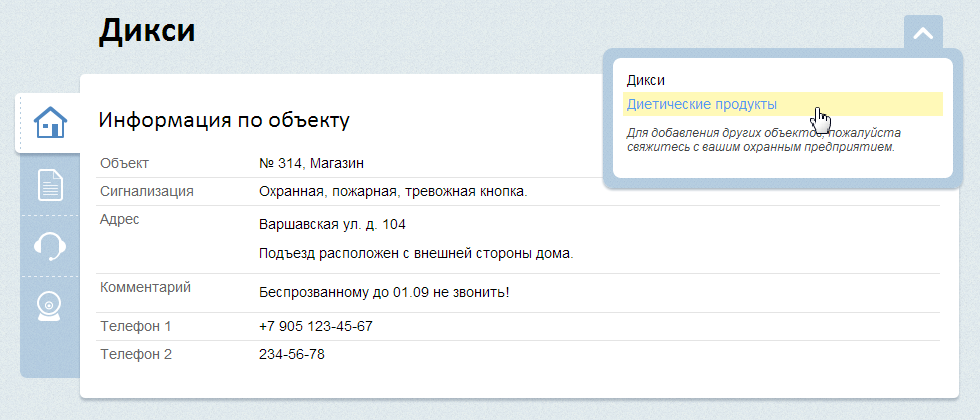 Дикси
Дикси
Диетические продукты
Для добавления других объектов, пожалуйста
свяжитесь с вашим охранным предприятием.
Информация по объекту
Объект № 314, Магазин
Сигнализация Охранная, пожарная, тревожная кнопка.
Адрес Варшавская ул. д. 104
Подъезд расположен с внешней стороны дома.
Комментарий Беспрозванному до 01.09 не звонить!
Телефон 1 +7 905 123-45-67
Телефон 2 234-56-78